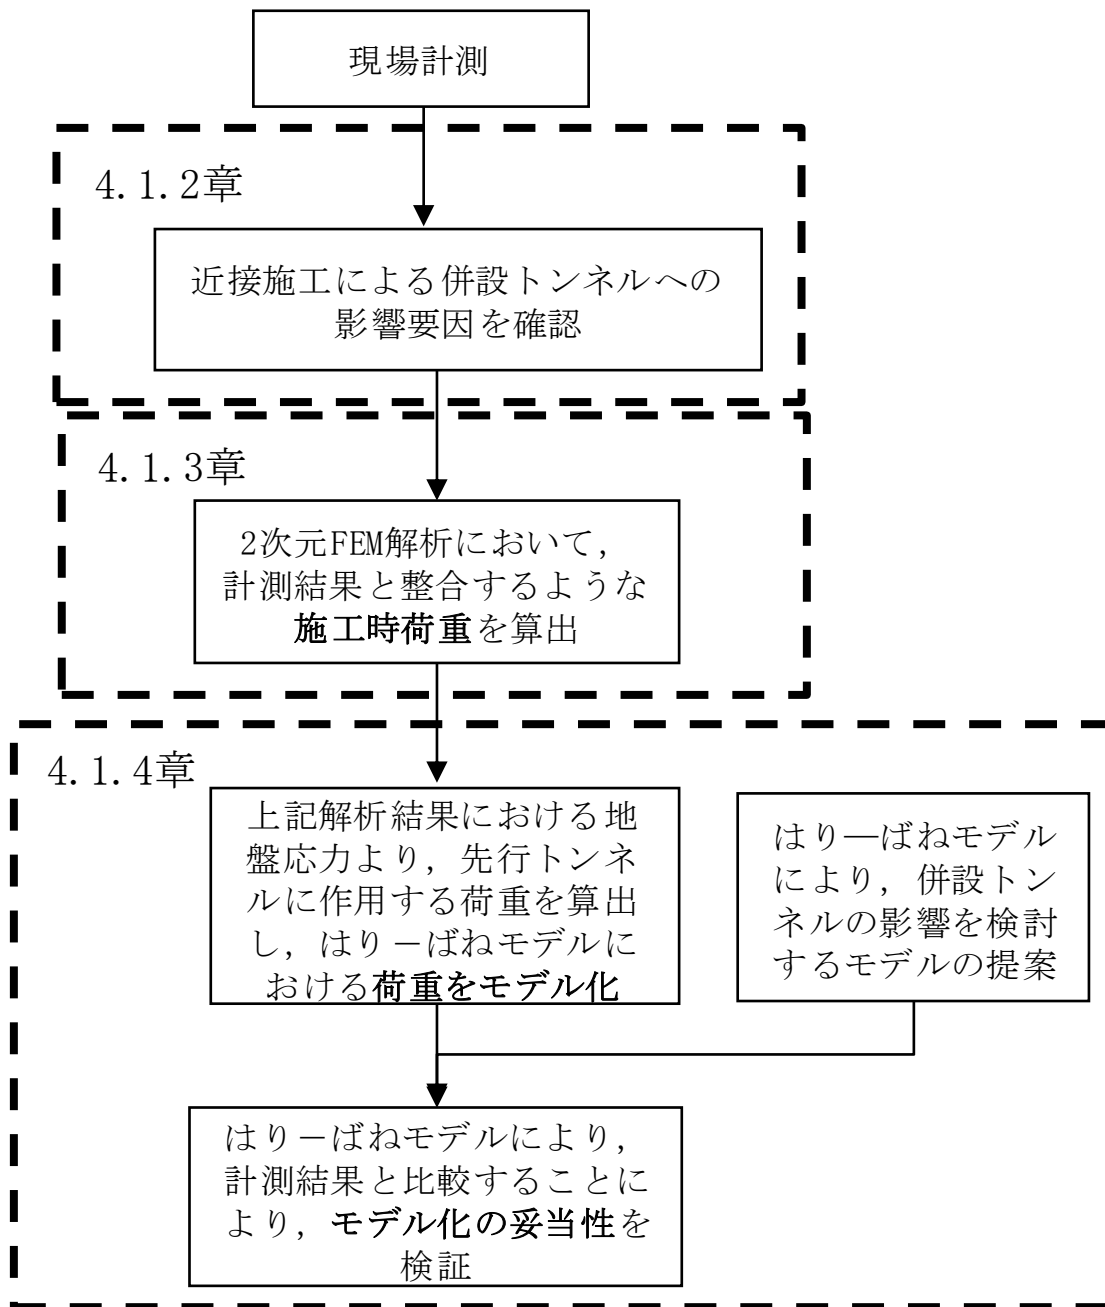 現場計測
4.1.2章
近接施工による併設トンネルへの
影響要因を確認
4.1.3章
2次元FEM解析において，
計測結果と整合するような
施工時荷重を算出
4.1.4章
上記解析結果における地
盤応力より，先行トンネ
ルに作用する荷重を算出
し，はり－ばねモデルに
おける荷重をモデル化
はり―ばねモデル
により，併設トン
ネルの影響を検討
するモデルの提案
はり－ばねモデルにより，
計測結果と比較することに
より，モデル化の妥当性を
検証